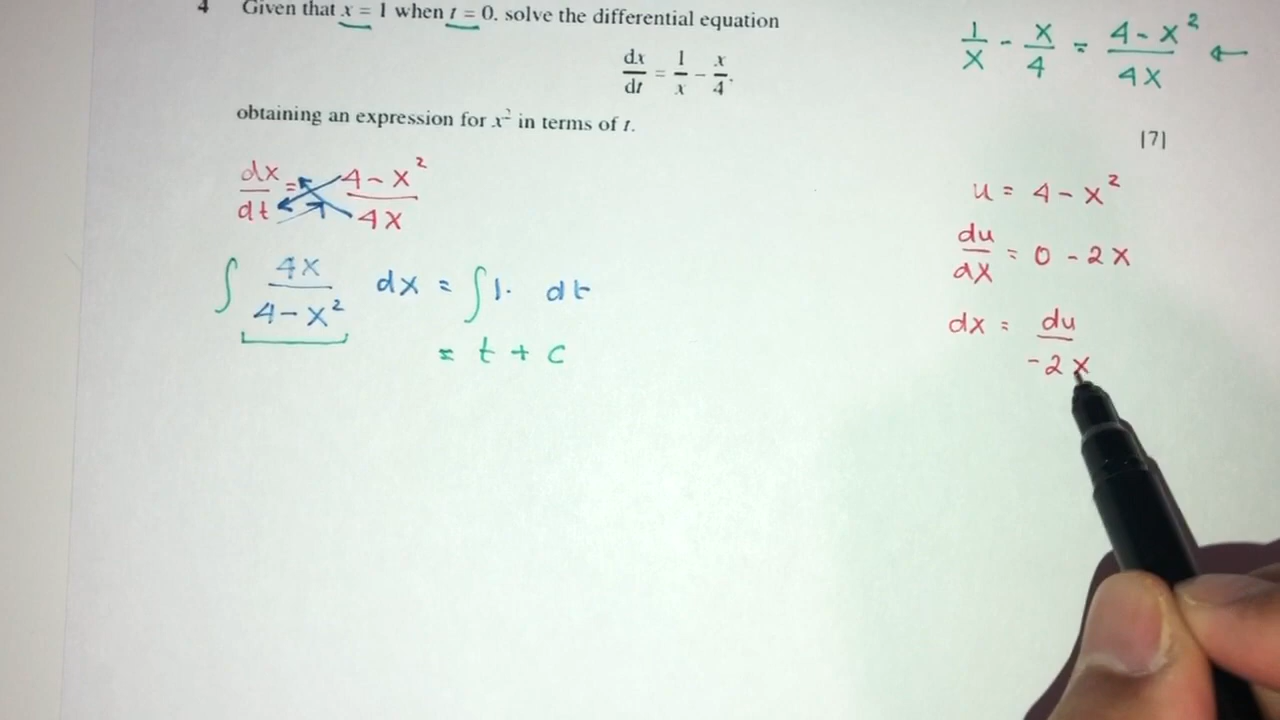 4 Given that x = 1 when t = 0, solve the differential equation
dx/dt = 1/x - x/4,
obtaining an expression for x² in terms of t.
[7]
1/x - x/4 = (4-x²)/4x ←
dx/dt = (4-x²)/4x
∫ 4x/(4-x²) dx = ∫1. dt
= t + c
u = 4-x²
du/dx = 0 - 2x
dx = du/-2x